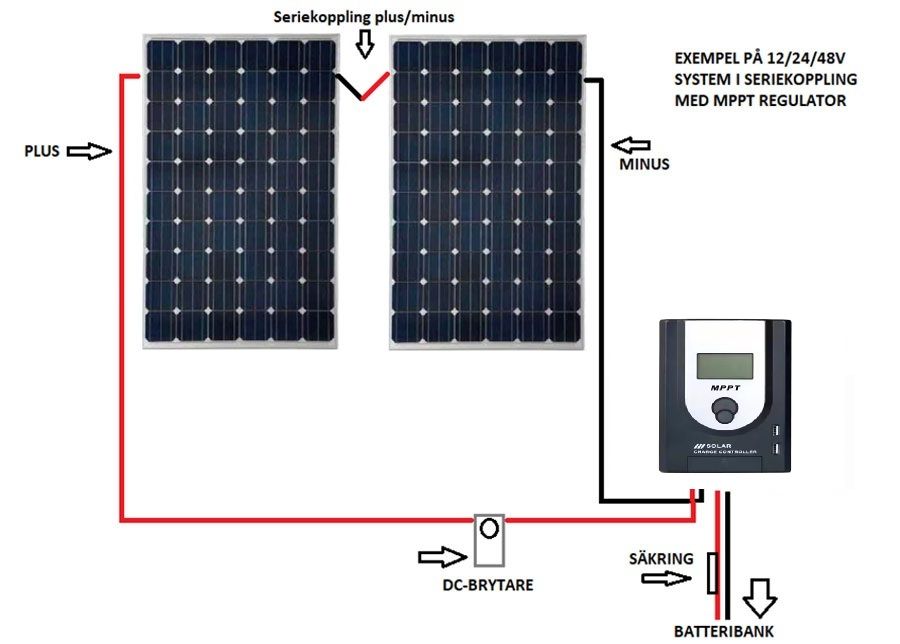 Seriekoppling plus/minus
EXEMPEL PÅ 12/24/48V
SYSTEM I SERIEKOPPLING
MED MPPT REGULATOR
PLUS
MINUS
MPPT
SOLAR
CHARGE CONTROLLER
DC-BRYTARE
SÄKRING
BATTERIBANK